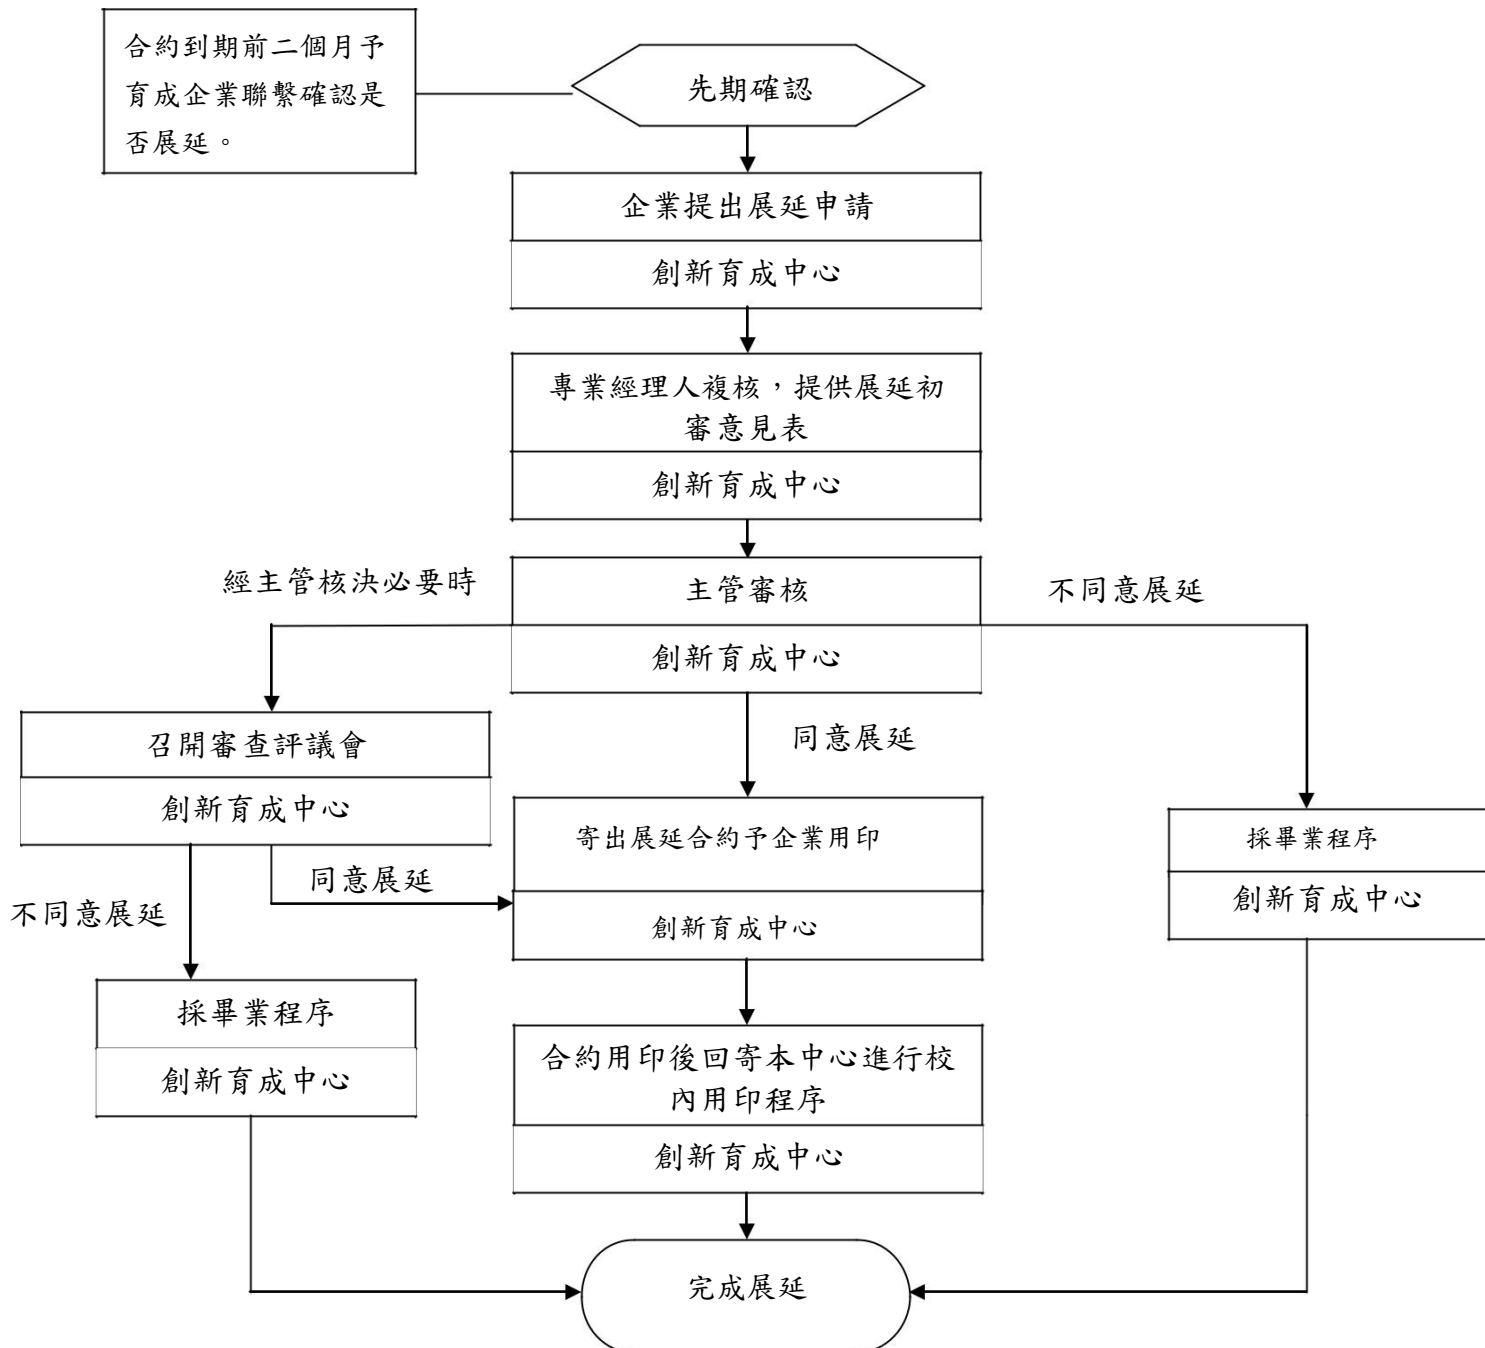 合約到期前二個月予
育成企業聯繫確認是
否展延。
先期確認
企業提出展延申請
創新育成中心
專業經理人複核，提供展延初
審意見表
創新育成中心
經主管核決必要時
主管審核
不同意展延
創新育成中心
召開審查評議會
同意展延
創新育成中心
寄出展延合約予企業用印
採畢業程序
同意展延
創新育成中心
不同意展延
創新育成中心
採畢業程序
合約用印後回寄本中心進行校
內用印程序
創新育成中心
創新育成中心
完成展延